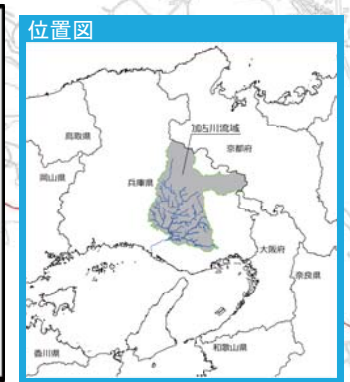 位置図
加古川流域
鳥取県
京都府
岡山県
兵庫県
大阪府
奈良県
和歌山県
香川県